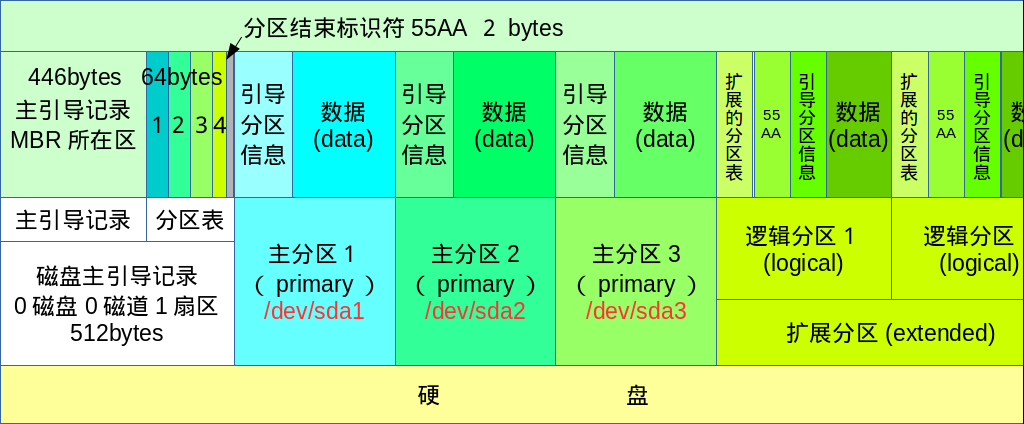 分区结束标识符 55AA 2 bytes
446bytes
主引导记录
MBR 所在区
64bytes
1 2 3 4
引导
分区
信息
数据
(data)
引导
分区
信息
数据
(data)
引导
分区
信息
数据
(data)
扩展的分区表
55
AA
引导分区信息
数据
(data)
扩展的分区表
55
AA
引导分区信息
主引导记录
分区表
磁盘主引导记录
0 磁盘 0 磁道 1 扇区
512bytes
主分区 1
( primary )
/dev/sda1
主分区 2
( primary )
/dev/sda2
主分区 3
( primary )
/dev/sda3
逻辑分区 1
(logical)
逻辑分区
(logical)
扩展分区 (extended)
硬 盘